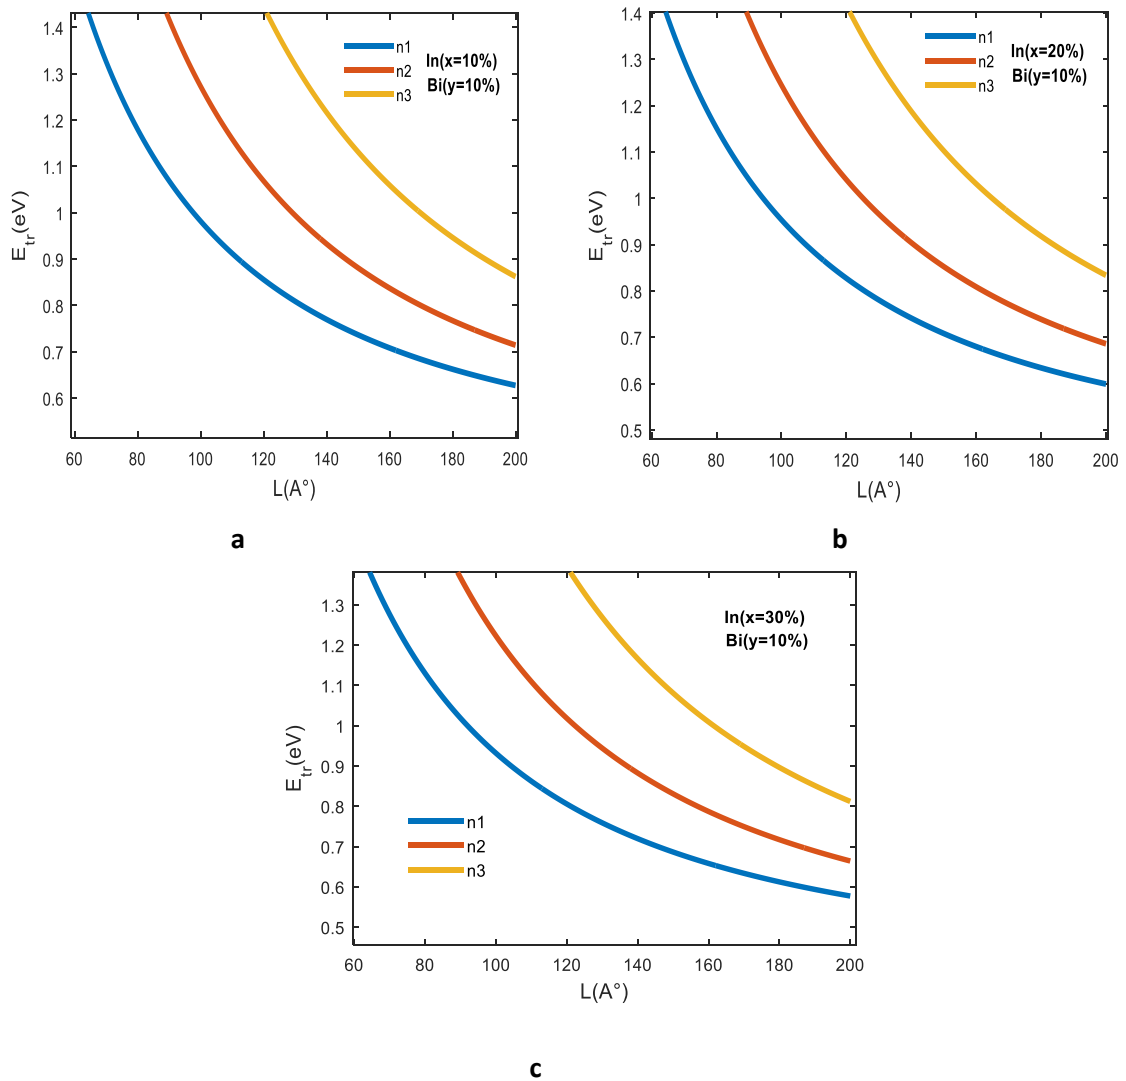 1.4
1.3
1.2
1.1
1
0.9
0.8
0.7
0.6
E_tr(eV)
n1
n2
n3
In(x=10%)
Bi(y=10%)
60 80 100 120 140 160 180 200
L(A°)
a
1.4
1.3
1.2
1.1
1
0.9
0.8
0.7
0.6
0.5
E_tr(eV)
n1
n2
n3
In(x=20%)
Bi(y=10%)
60 80 100 120 140 160 180 200
L(A°)
b
1.3
1.2
1.1
1
0.9
0.8
0.7
0.6
0.5
E_tr(eV)
In(x=30%)
Bi(y=10%)
n1
n2
n3
60 80 100 120 140 160 180 200
L(A°)
c